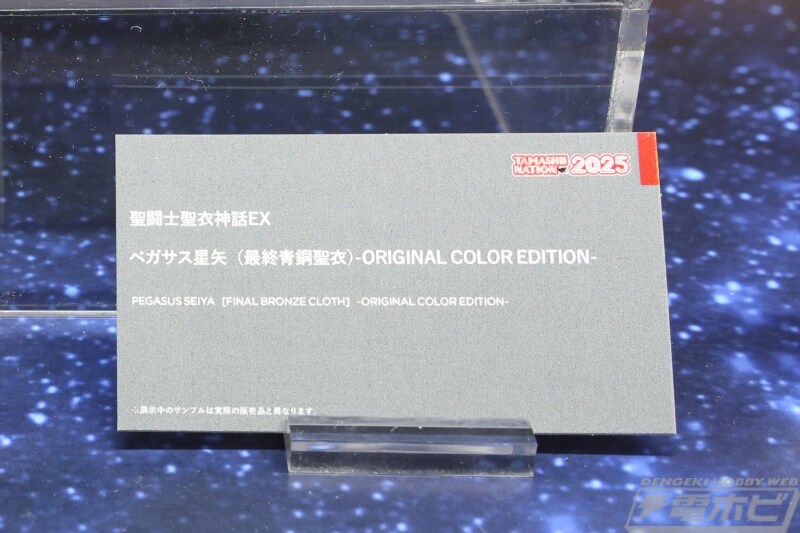 TAMASHII
NATION 2025
聖闘士聖衣神話EX
ペガサス星矢（最終青銅聖衣）-ORIGINAL COLOR EDITION-
PEGASUS SEIYA [FINAL BRONZE CLOTH] -ORIGINAL COLOR EDITION-
※展示中のサンプルは実際の販売品と異なります。
DENGEKI HOBBY WEB
電ホビ